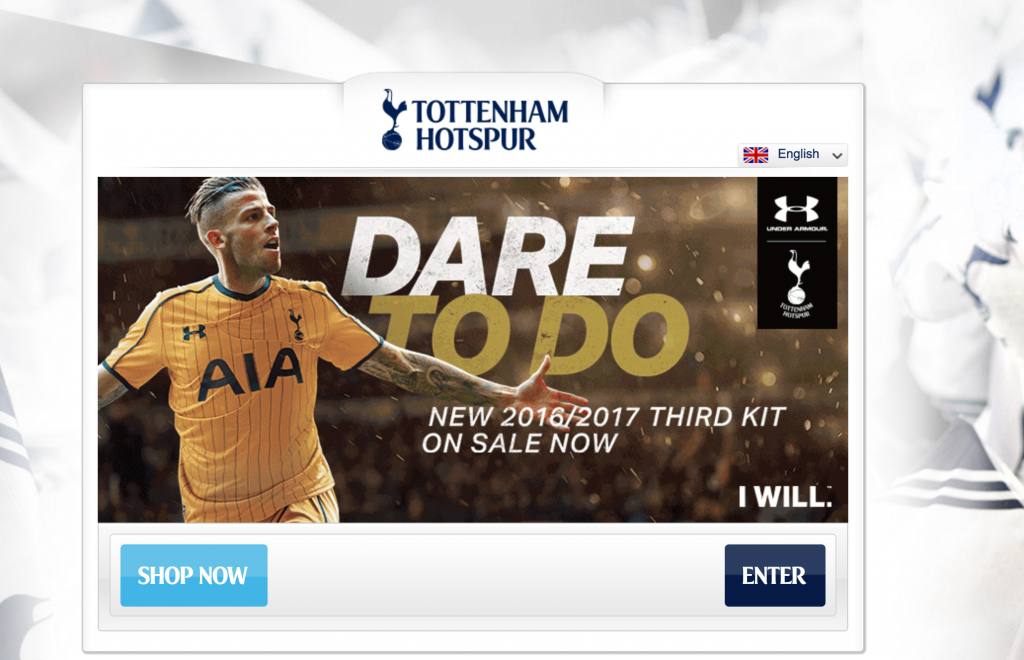 TOTTENHAM
HOTSPUR
English
DARE
TO DO
AIA
NEW 2016/2017 THIRD KIT
ON SALE NOW
UNDER ARMOUR.
TOTTENHAM
HOTSPUR
I WILL.
SHOP NOW
ENTER